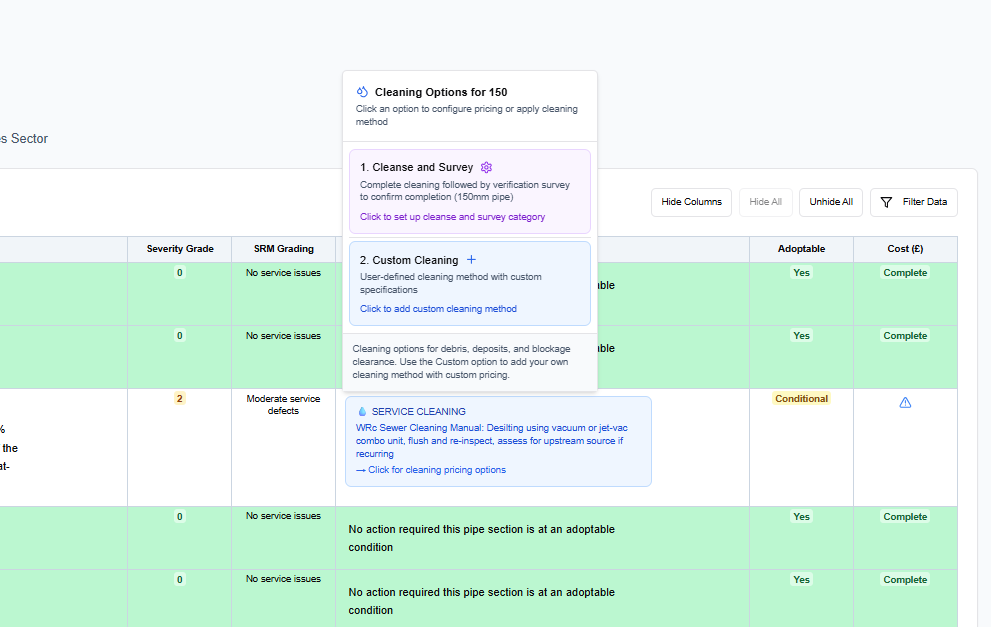 Cleaning Options for 150
Click an option to configure pricing or apply cleaning
method
s Sector
1. Cleanse and Survey
Complete cleaning followed by verification survey
to confirm completion (150mm pipe)
Click to set up cleanse and survey category
Hide Columns
Hide All
Unhide All
Filter Data
Severity Grade
SRM Grading
Adoptable
Cost (£)
2. Custom Cleaning
User-defined cleaning method with custom
specifications
Click to add custom cleaning method
0
No service issues
ble
Yes
Complete
0
No service issues
ble
Yes
Complete
Cleaning options for debris, deposits, and blockage
clearance. Use the Custom option to add your own
cleaning method with custom pricing.
%
the
at-
2
Moderate service
defects
SERVICE CLEANING
WRc Sewer Cleaning Manual: Desilting using vacuum or jet-vac
combo unit, flush and re-inspect, assess for upstream source if
recurring
→ Click for cleaning pricing options
Conditional
0
No service issues
No action required this pipe section is at an adoptable
condition
Yes
Complete
0
No service issues
No action required this pipe section is at an adoptable
condition
Yes
Complete